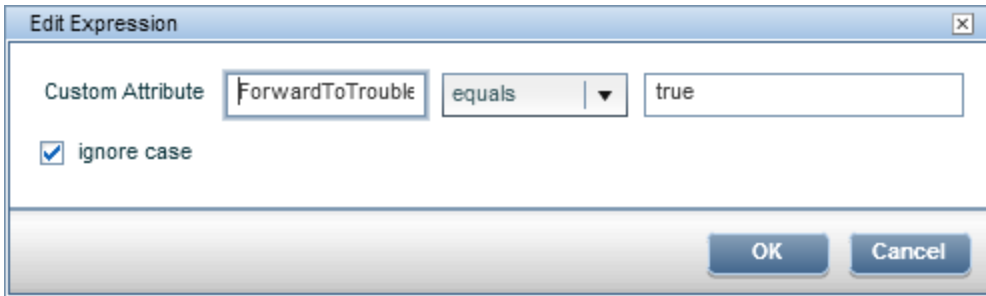 Edit Expression
Custom Attribute ForwardToTrouble equals true
ignore case
OK Cancel